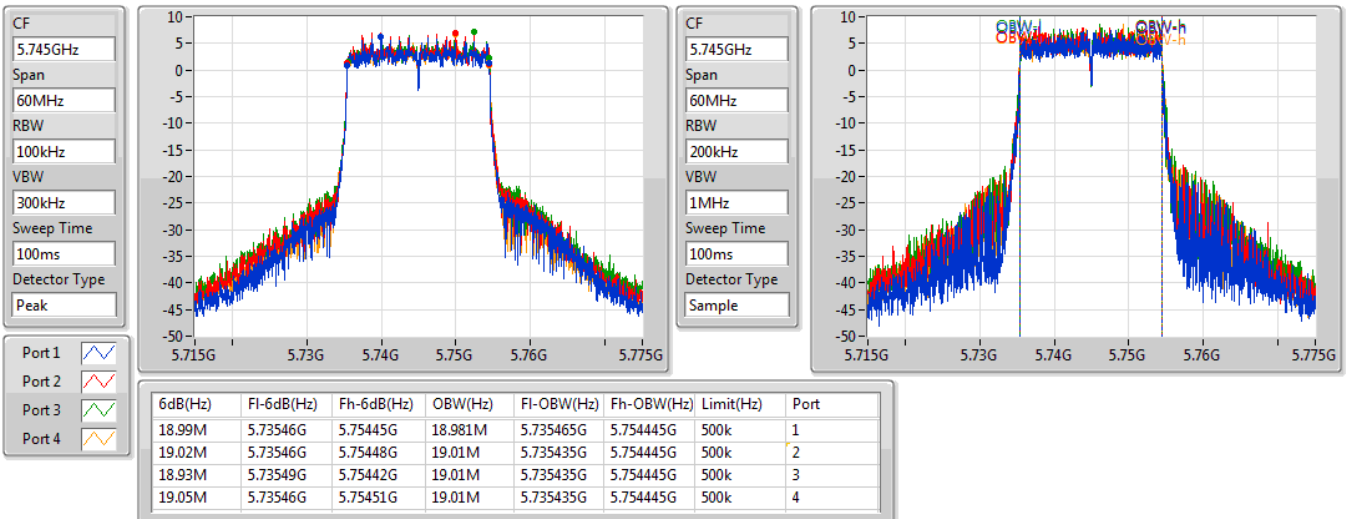 CF
5.745GHz
Span
60MHz
RBW
100kHz
VBW
300kHz
Sweep Time
100ms
Detector Type
Peak
10
5
0
-5
-10
-15
-20
-25
-30
-35
-40
-45
-50
5.715G 5.73G 5.74G 5.75G 5.76G 5.775G
CF
5.745GHz
Span
60MHz
RBW
200kHz
VBW
1MHz
Sweep Time
100ms
Detector Type
Sample
10
5
0
-5
-10
-15
-20
-25
-30
-35
-40
-45
-50
OBW-l OBW-h
OBW-h
5.715G 5.73G 5.74G 5.75G 5.76G 5.775G
Port 1
Port 2
Port 3
Port 4
6dB(Hz) Fl-6dB(Hz) Fh-6dB(Hz) OBW(Hz) Fl-OBW(Hz) Fh-OBW(Hz) Limit(Hz) Port
18.99M 5.73546G 5.75445G 18.981M 5.735465G 5.754445G 500k 1
19.02M 5.73546G 5.75448G 19.01M 5.735435G 5.754445G 500k 2
18.93M 5.73549G 5.75442G 19.01M 5.735435G 5.754445G 500k 3
19.05M 5.73546G 5.75451G 19.01M 5.735435G 5.754445G 500k 4